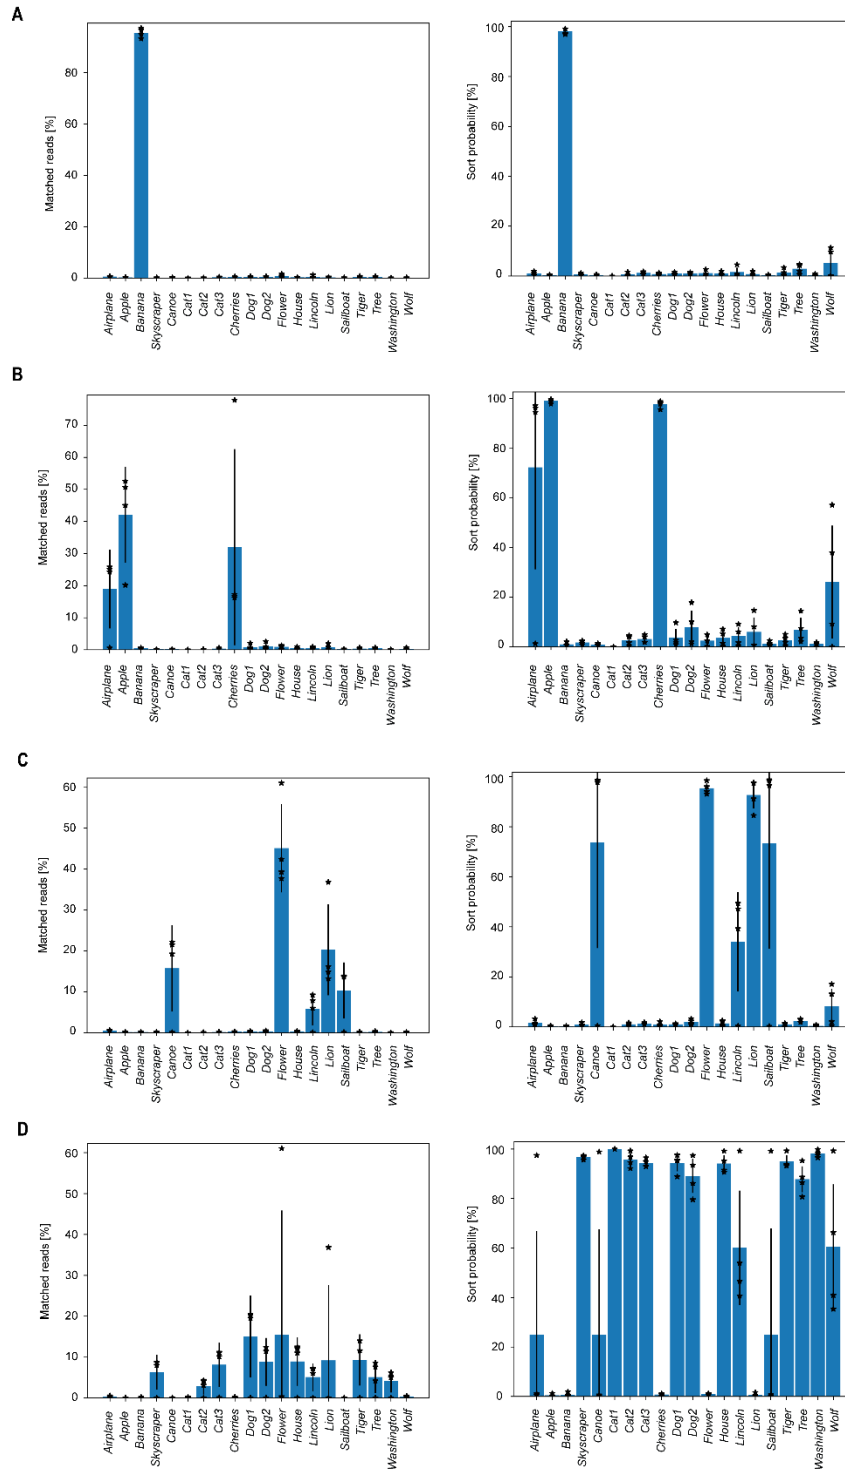 A
Matched reads [%]
80
60
40
20
0
Airplane
Apple
Banana
Skyscraper
Canoe
Cat1
Cat2
Cat3
Cherries
Dog1
Dog2
Flower
House
Lincoln
Lion
Sailboat
Tiger
Tree
Washington
Wolf
Sort probability [%]
100
80
60
40
20
0
Airplane
Apple
Banana
Skyscraper
Canoe
Cat1
Cat2
Cat3
Cherries
Dog1
Dog2
Flower
House
Lincoln
Lion
Sailboat
Tiger
Tree
Washington
Wolf
B
Matched reads [%]
70
60
50
40
30
20
10
0
Airplane
Apple
Banana
Skyscraper
Canoe
Cat1
Cat2
Cat3
Cherries
Dog1
Dog2
Flower
House
Lincoln
Lion
Sailboat
Tiger
Tree
Washington
Wolf
Sort probability [%]
100
80
60
40
20
0
Airplane
Apple
Banana
Skyscraper
Canoe
Cat1
Cat2
Cat3
Cherries
Dog1
Dog2
Flower
House
Lincoln
Lion
Sailboat
Tiger
Tree
Washington
Wolf
C
Matched reads [%]
60
50
40
30
20
10
0
Airplane
Apple
Banana
Skyscraper
Canoe
Cat1
Cat2
Cat3
Cherries
Dog1
Dog2
Flower
House
Lincoln
Lion
Sailboat
Tiger
Tree
Washington
Wolf
Sort probability [%]
100
80
60
40
20
0
Airplane
Apple
Banana
Skyscraper
Canoe
Cat1
Cat2
Cat3
Cherries
Dog1
Dog2
Flower
House
Lincoln
Lion
Sailboat
Tiger
Tree
Washington
Wolf
D
Matched reads [%]
60
50
40
30
20
10
0
Airplane
Apple
Banana
Skyscraper
Canoe
Cat1
Cat2
Cat3
Cherries
Dog1
Dog2
Flower
House
Lincoln
Lion
Sailboat
Tiger
Tree
Washington
Wolf
Sort probability [%]
100
80
60
40
20
0
Airplane
Apple
Banana
Skyscraper
Canoe
Cat1
Cat2
Cat3
Cherries
Dog1
Dog2
Flower
House
Lincoln
Lion
Sailboat
Tiger
Tree
Washington
Wolf